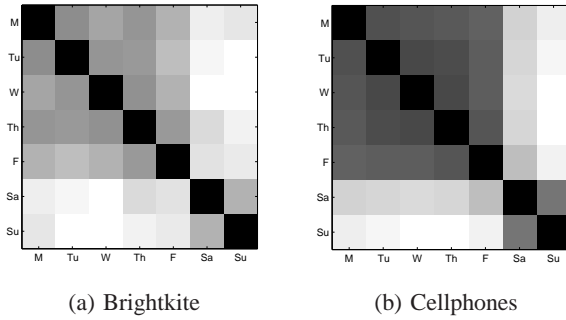 M
Tu
W
Th
F
Sa
Su
M Tu W Th F Sa Su
M
Tu
W
Th
F
Sa
Su
M Tu W Th F Sa Su
(a) Brightkite
(b) Cellphones